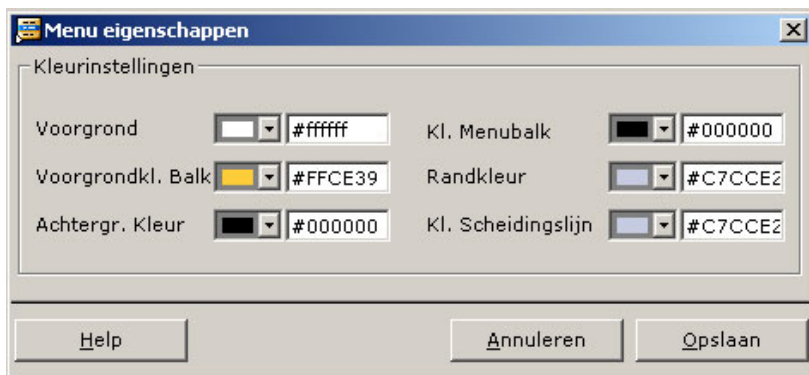 Menu eigenschappen
Kleurinstellingen
Voorgrond #ffffff Kl. Menubalk #000000
Voorgrondkl. Balk #FFCE39 Randkleur #C7CCE2
Achtergr. Kleur #000000 Kl. Scheidingslijn #C7CCE2
Help Annuleren Opslaan